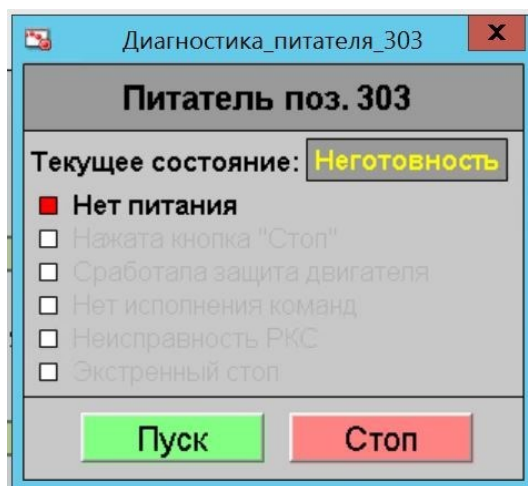 Диагностика_питателя_303
X
Питатель поз. 303
Текущее состояние: Неготовность
Нет питания
Нажата кнопка "Стоп"
Сработала защита двигателя
Нет исполнения команд
Неисправность РКС
Экстренный стоп
Пуск Стоп